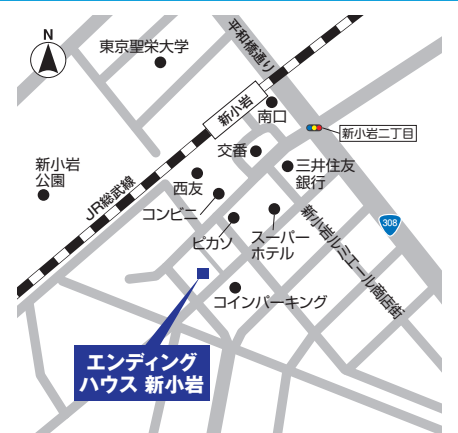 N
東京聖栄大学
平和橋通り
新小岩
南口
新小岩二丁目
交番
三井住友
銀行
新小岩
公園
JR総武線
西友
コンビニ
ピカソ
スーパー
ホテル
新小岩ルミエール商店街
308
コインパーキング
エンディング
ハウス 新小岩